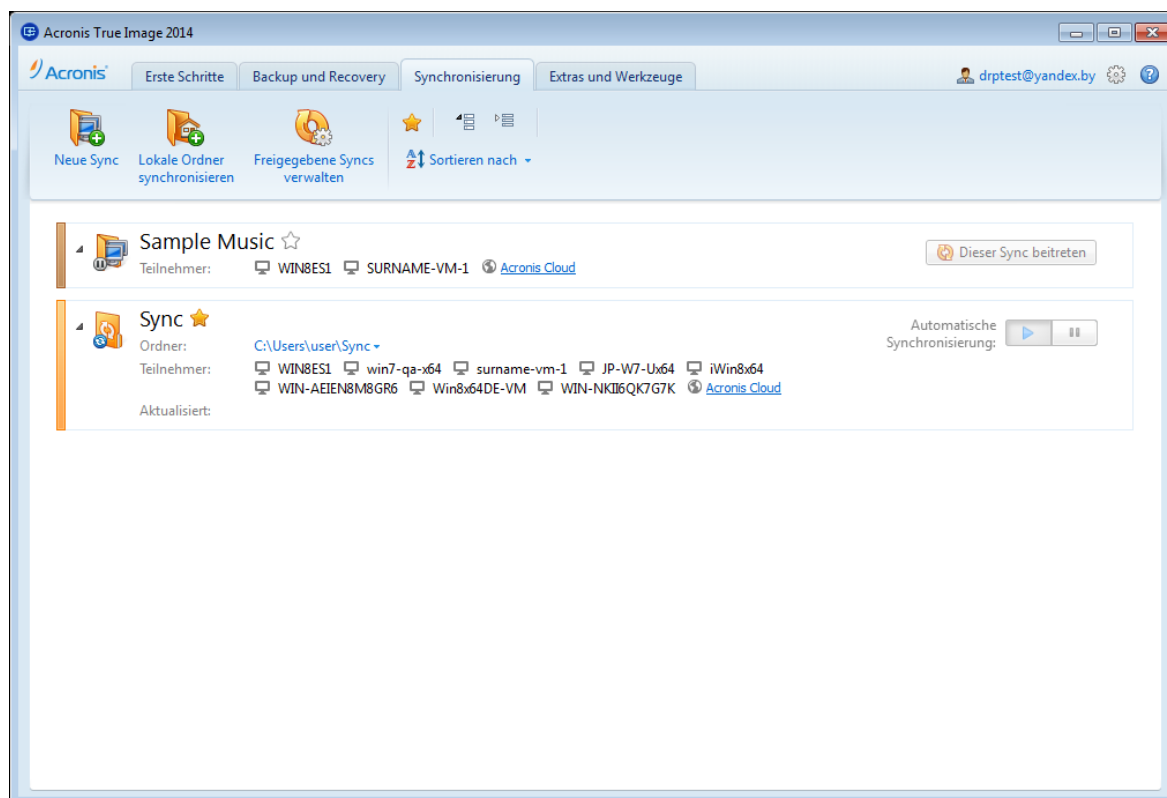 Acronis True Image 2014
Acronis
Erste Schritte
Backup und Recovery
Synchronisierung
Extras und Werkzeuge
drptest@yandex.by
Neue Sync
Lokale Ordner
synchronisieren
Freigegebene Syncs
verwalten
Sortieren nach
Sample Music
Teilnehmer: WIN8ES1 SURNAME-VM-1 Acronis Cloud
Dieser Sync beitreten
Sync
Ordner: C:\Users\user\Sync
Teilnehmer: WIN8ES1 win7-qa-x64 surname-vm-1 JP-W7-Ux64 iWin8x64
WIN-AEIEN8M8GR6 Win8x64DE-VM WIN-NKII6QK7G7K Acronis Cloud
Aktualisiert:
Automatische
Synchronisierung: